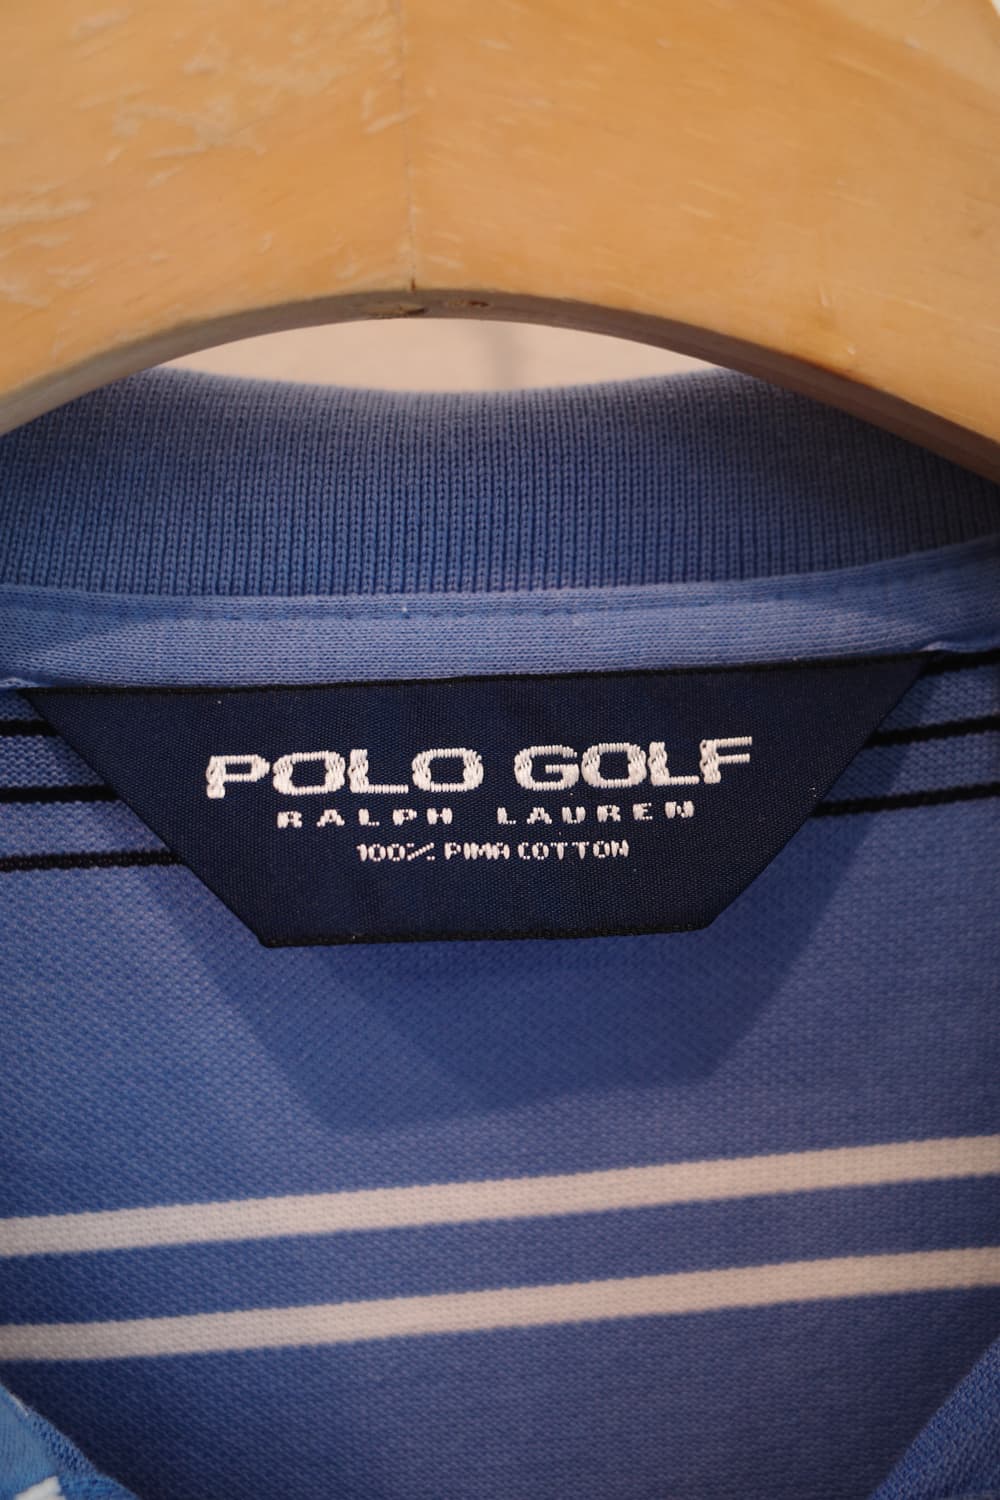 POLO GOLF
RALPH LAUREN
100% PIMA COTTON